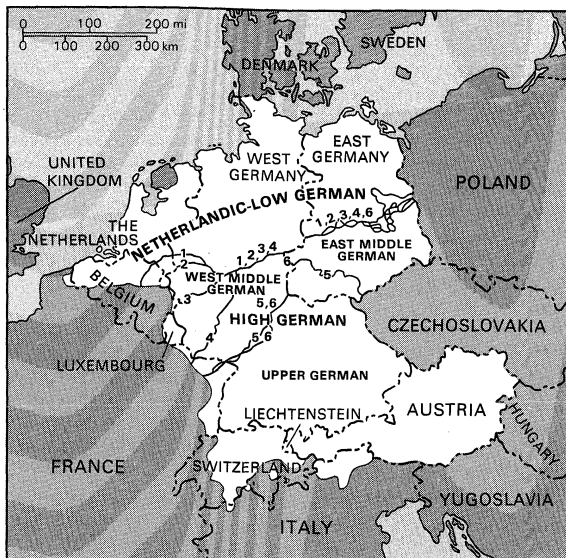 0 100 200 mi
0 100 200 300 km
SWEDEN
DENMARK
EAST
GERMANY
WEST
GERMANY
UNITED
KINGDOM
POLAND
THE
NETHERLANDS
NETHERLANDIC-LOW GERMAN
1, 2, 3, 4, 6
EAST MIDDLE
GERMAN
1
2
1, 2, 3, 4
6
5
BELGIUM
WEST MIDDLE
GERMAN
3
5, 6
HIGH GERMAN
CZECHOSLOVAKIA
4
5, 6
LUXEMBOURG
UPPER GERMAN
LIECHTENSTEIN
AUSTRIA
HUNGARY
FRANCE
SWITZERLAND
YUGOSLAVIA
ITALY